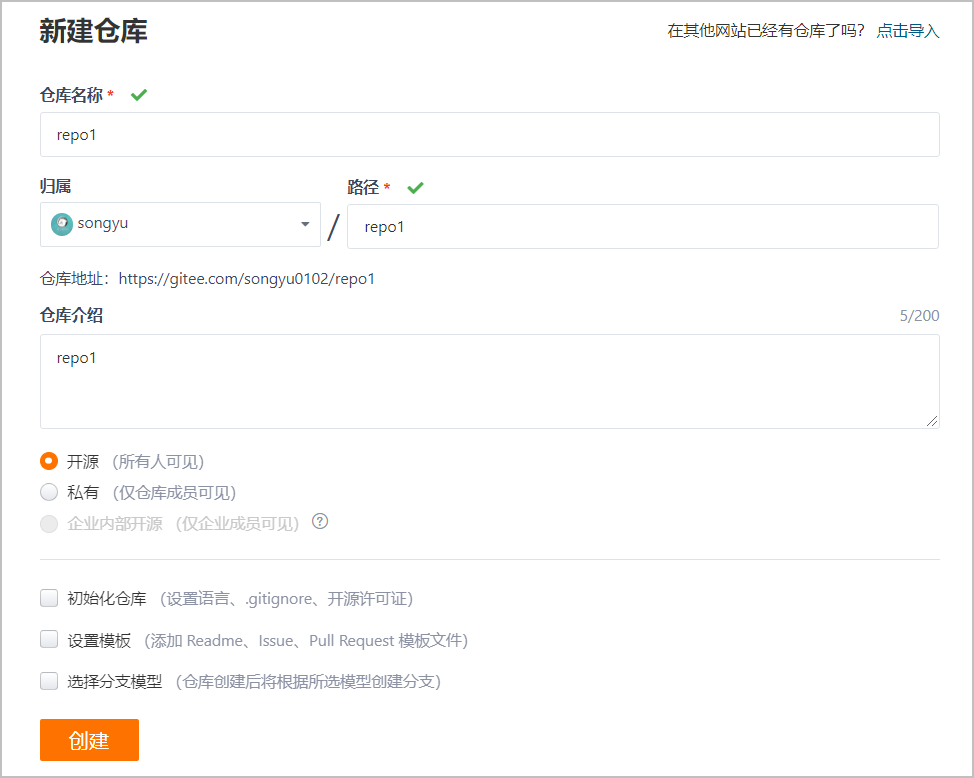 新建仓库
在其他网站已经有仓库了吗？ 点击导入
仓库名称 *
repo1
归属
路径 *
songyu
/
repo1
仓库地址：https://gitee.com/songyu0102/repo1
仓库介绍
5/200
repo1
开源 （所有人可见）
私有 （仅仓库成员可见）
企业内部开源 （仅企业成员可见） ?
初始化仓库 （设置语言、.gitignore、开源许可证）
设置模板 （添加 Readme、Issue、Pull Request 模板文件）
选择分支模型 （仓库创建后将根据所选模型创建分支）
创建